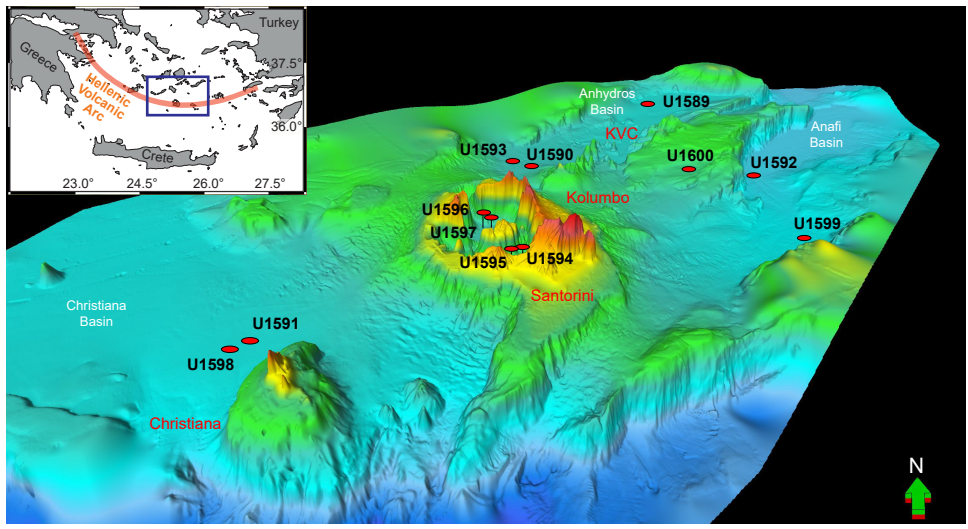 Turkey
Greece
Hellenic
Volcanic
Arc
Crete
37.5°
36.0°
23.0°
24.5°
26.0°
27.5°
Anhydros
Basin
U1589
KVC
Anafi
Basin
U1593
U1590
U1600
U1592
Kolumbo
U1596
U1597
U1599
U1595
U1594
Santorini
Christiana
Basin
U1591
U1598
Christiana
N